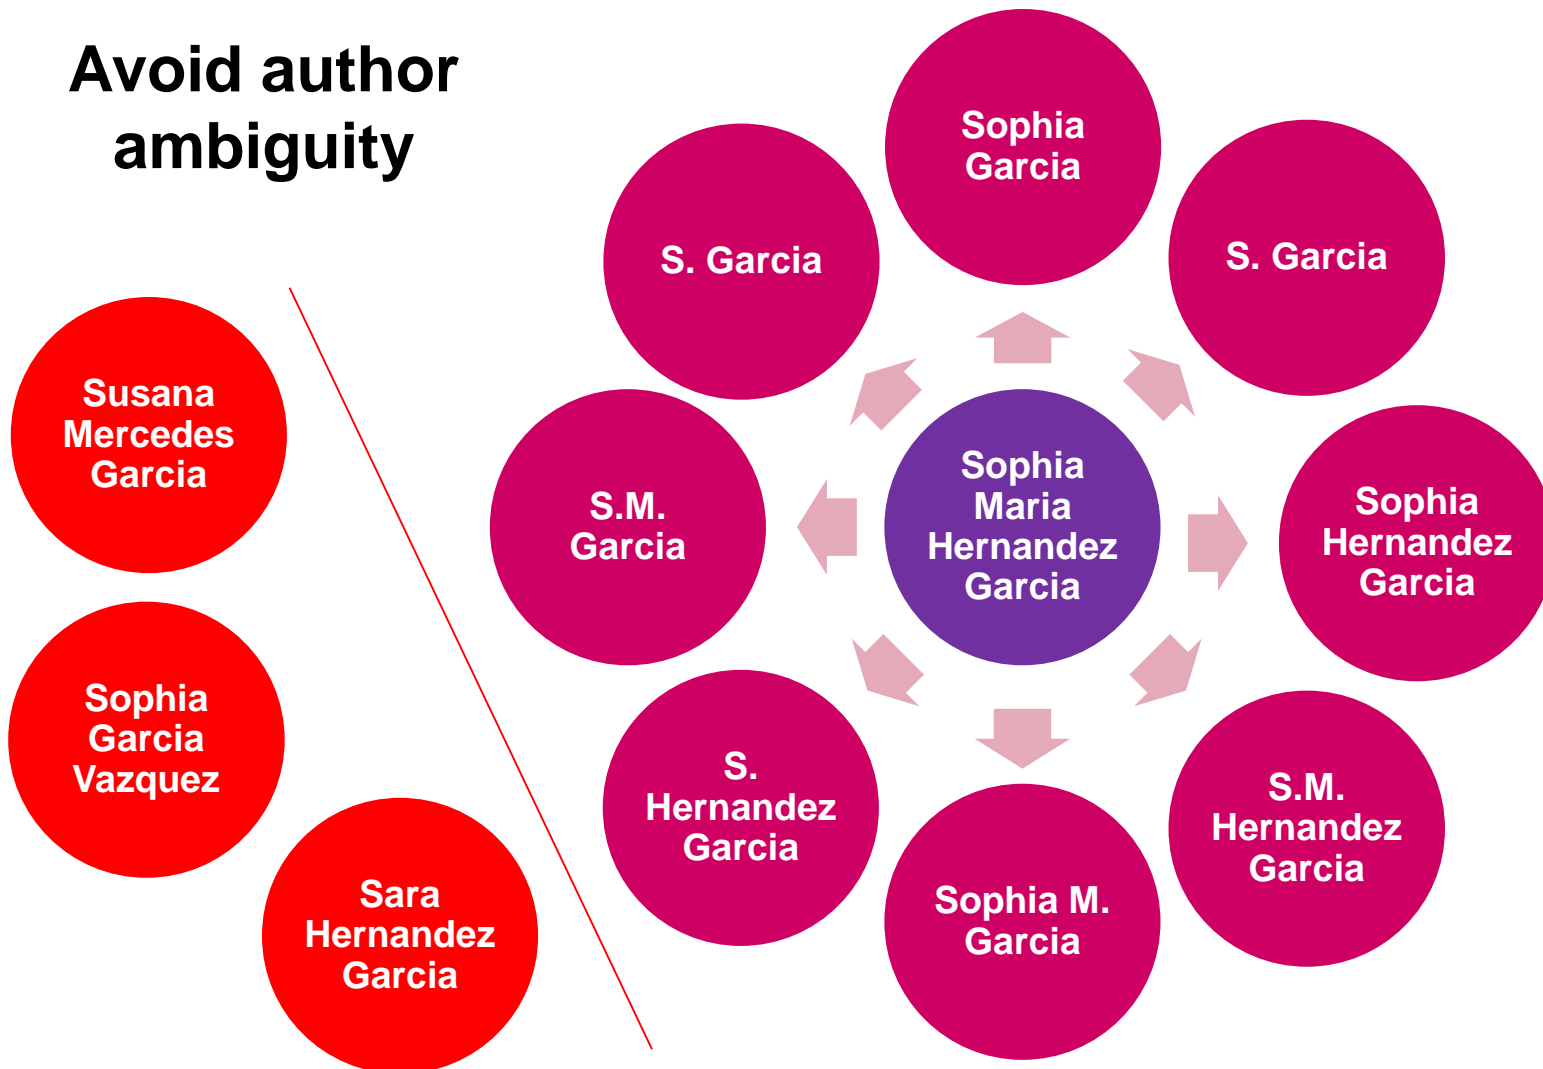 Avoid author
ambiguity
Sophia
Garcia
S. Garcia
S. Garcia
Susana
Mercedes
Garcia
S.M.
Garcia
Sophia
Maria
Hernandez
Garcia
Sophia
Hernandez
Garcia
Sophia
Garcia
Vazquez
S.
Hernandez
Garcia
S.M.
Hernandez
Garcia
Sara
Hernandez
Garcia
Sophia M.
Garcia